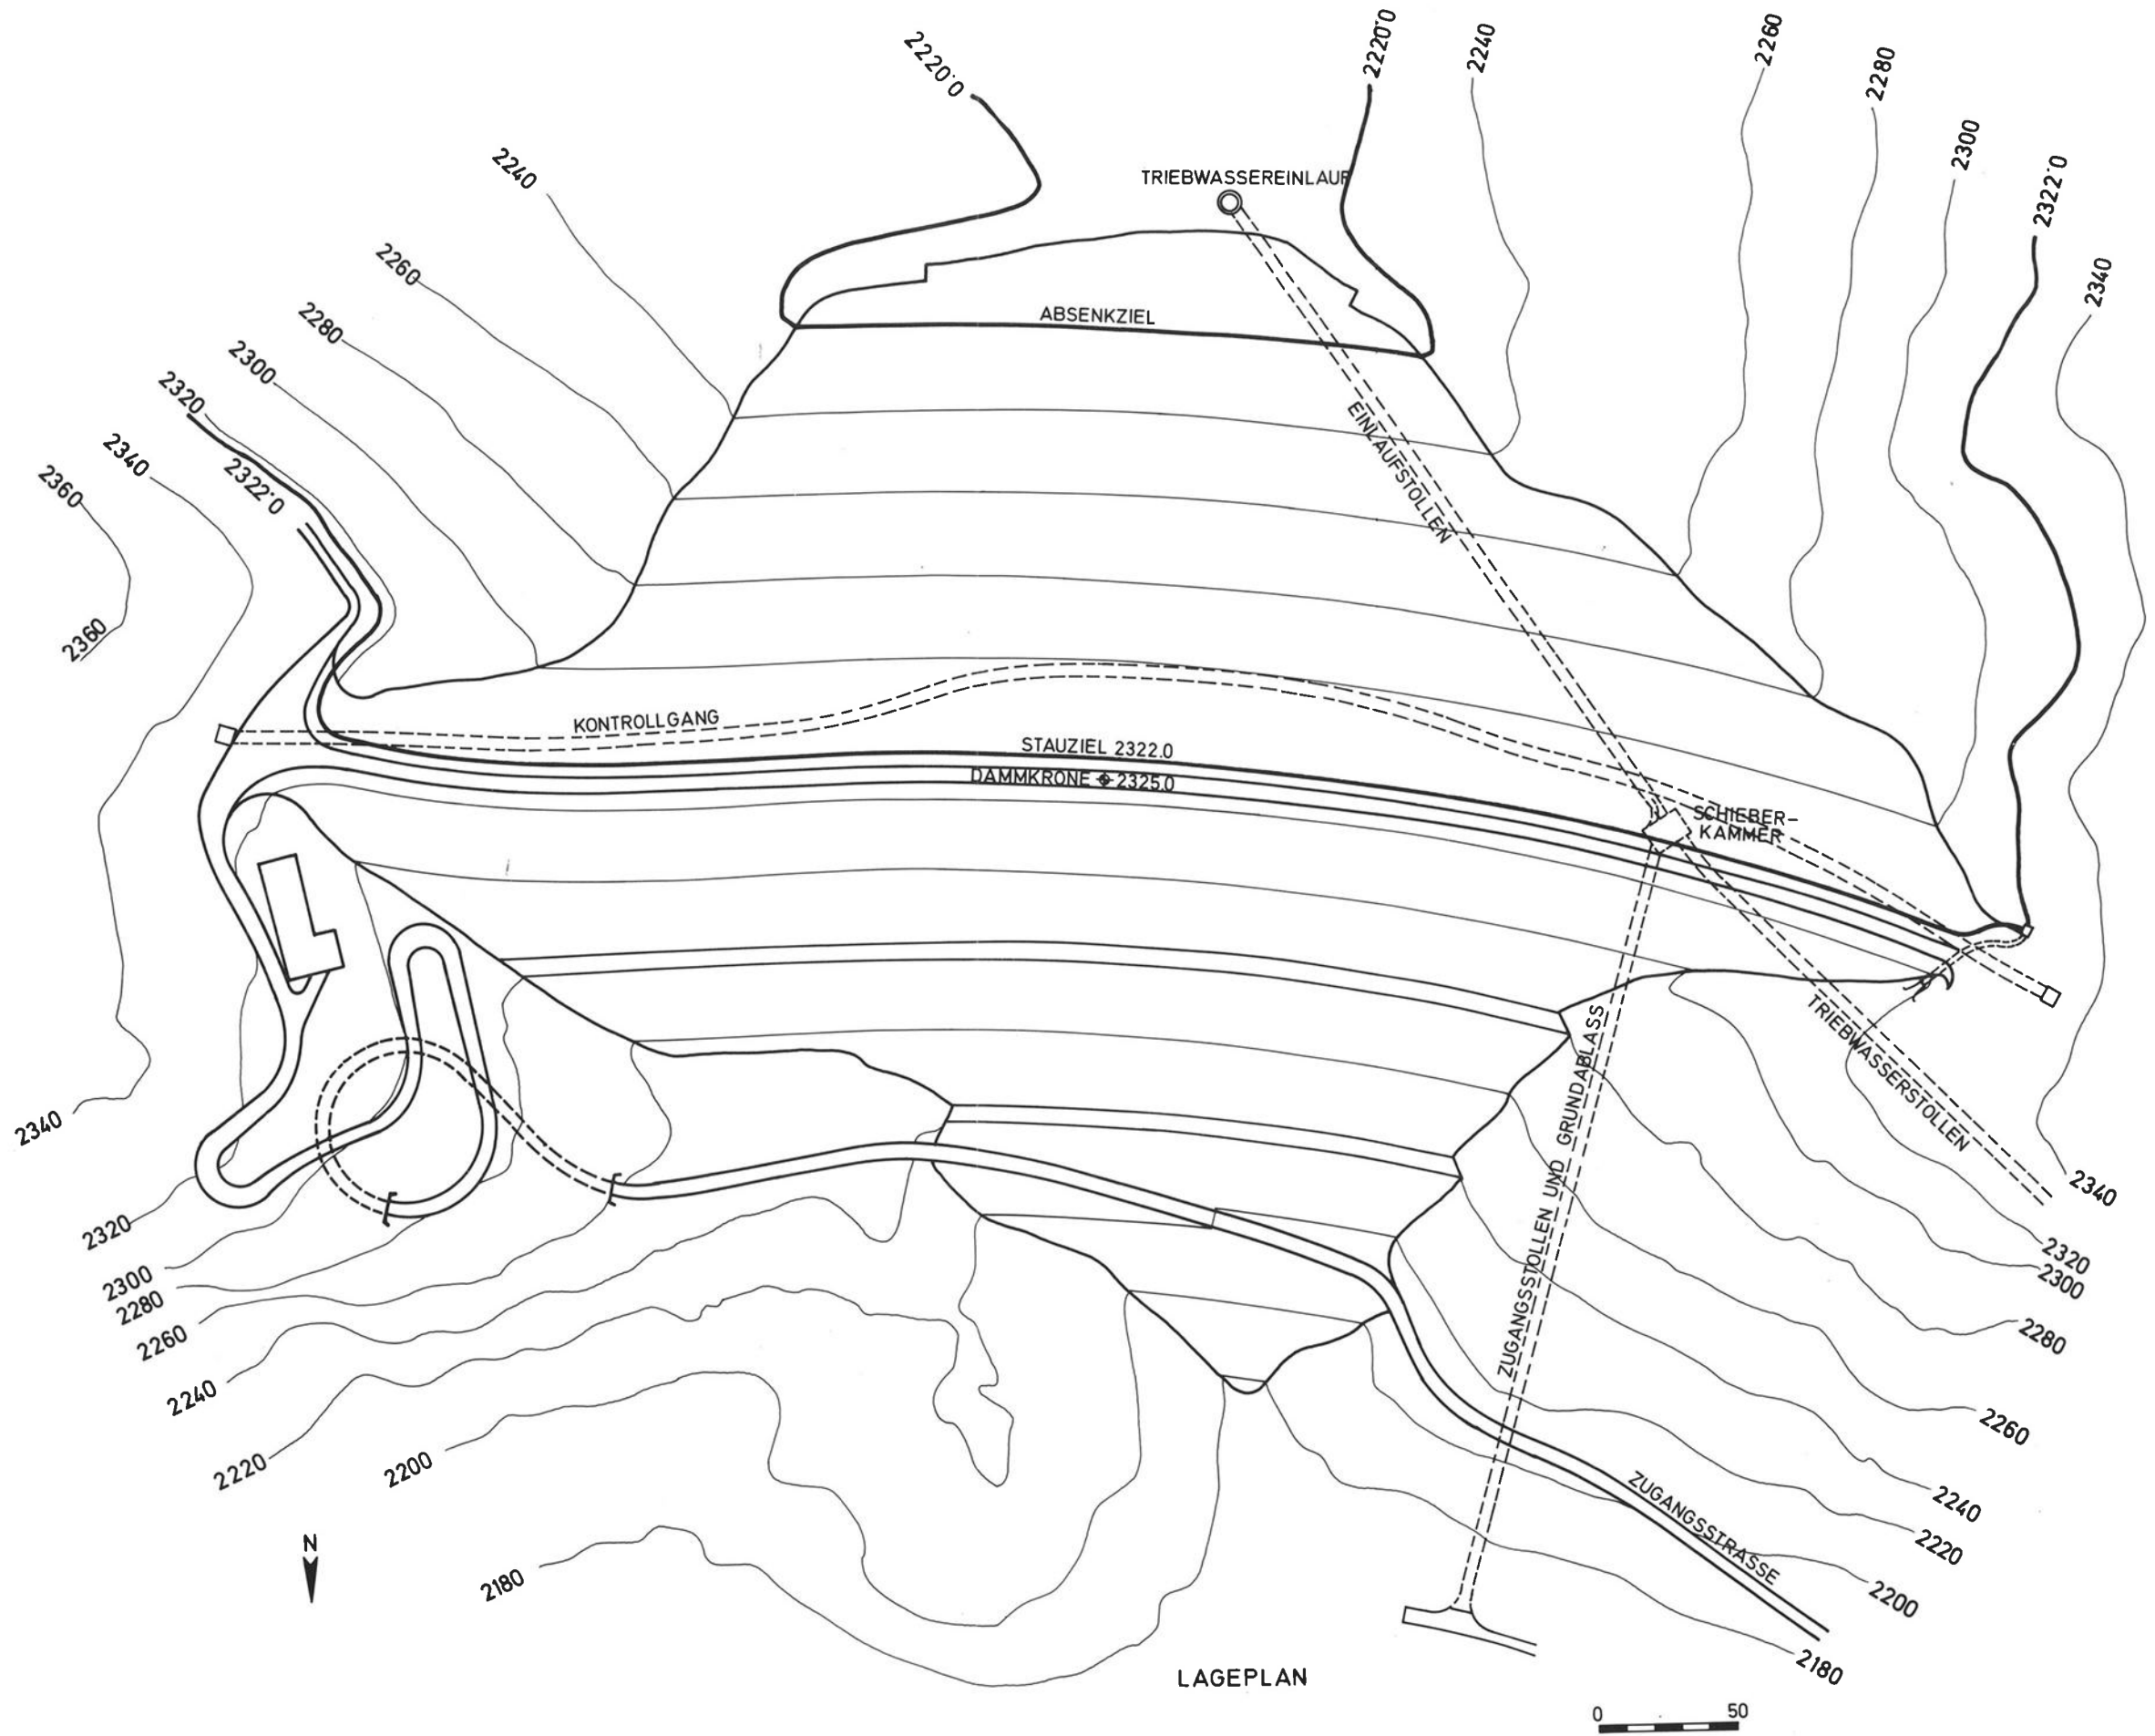 2220.0
2220.0
2240
2260
2280
2300
2322.0
2340
2240
2260
2280
2300
2320
2322.0
2340
2360
2360
TRIEBWASSEREINLAUF
ABSENKZIEL
EINLAUFSTOLLEN
KONTROLLGANG
STAUZIEL 2322.0
DAMMKRONE 2325.0
SCHIEBER-
KAMMER
TRIEBWASSERSTOLLEN
ZUGANGSSTOLLEN UND GRUNDABLASS
ZUGANGSSTRASSE
2340
2320
2300
2280
2260
2240
2220
2200
2180
2340
2320
2300
2280
2260
2240
2220
2200
2180
N
LAGEPLAN
0 50